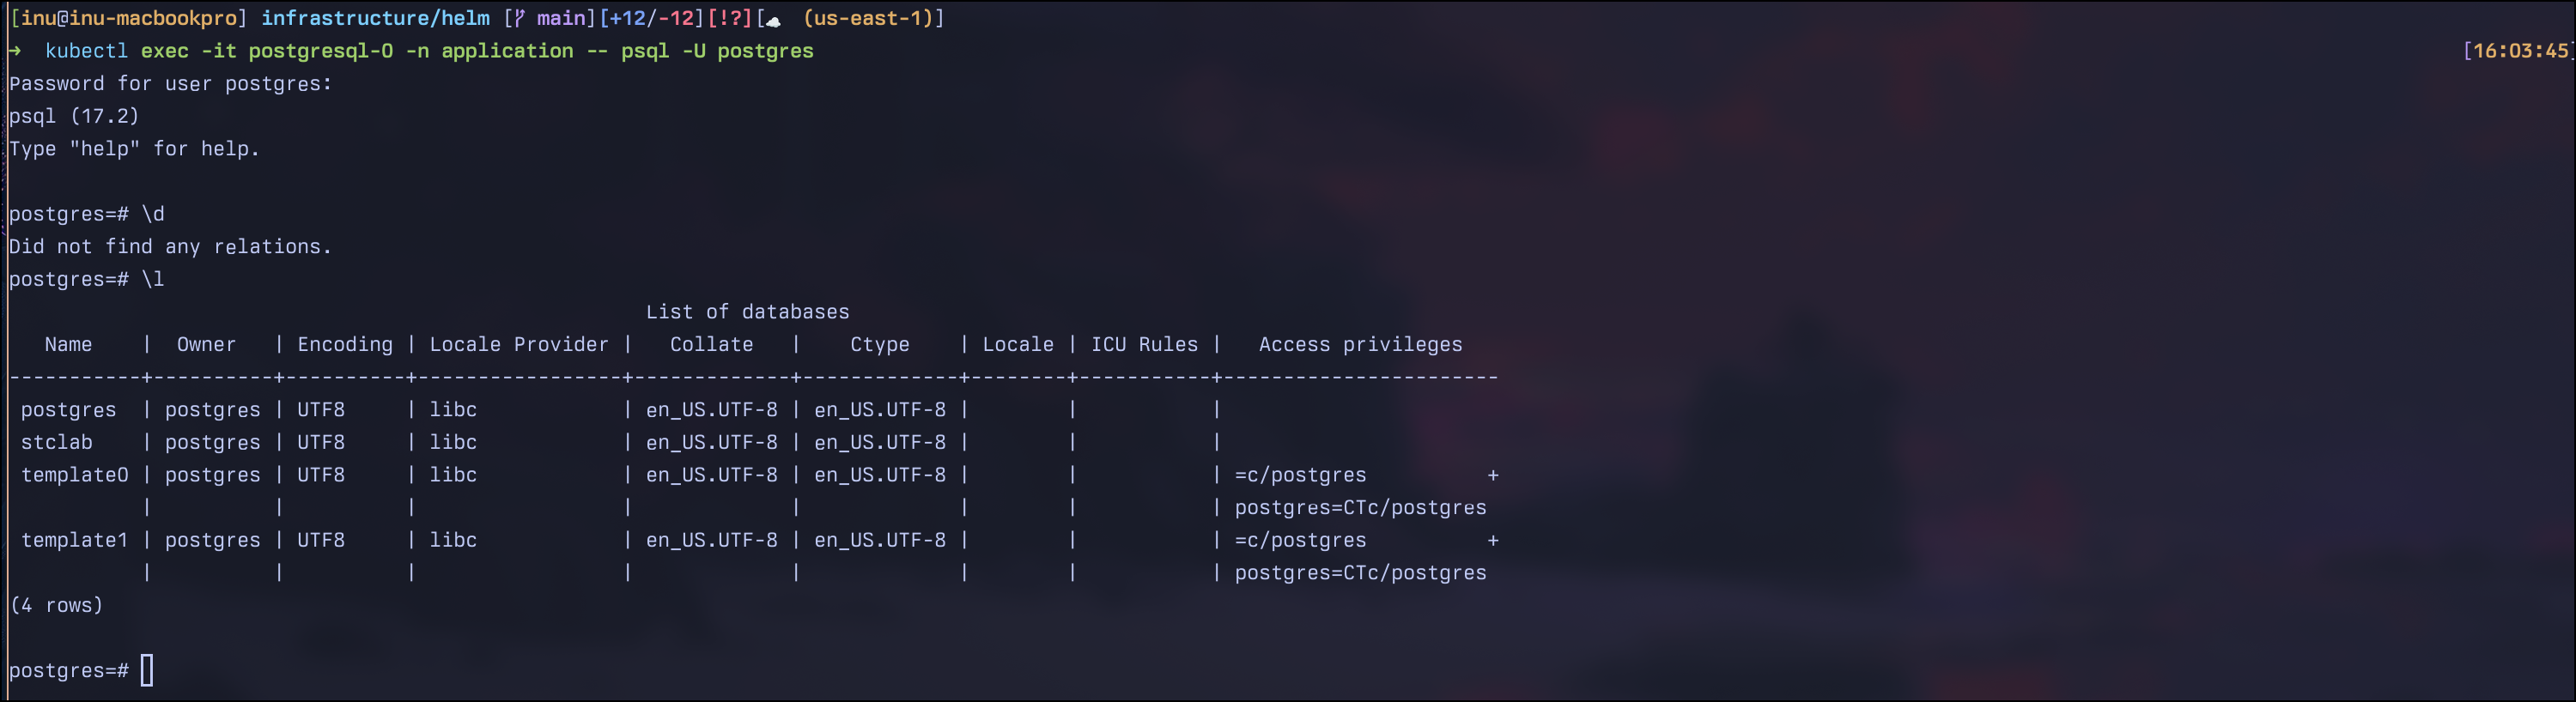 [inu@inu-macbookpro] infrastructure/helm [ main][+12/-12][!?][☁ (us-east-1)]
→ kubectl exec -it postgresql-0 -n application -- psql -U postgres [16:03:45]
Password for user postgres:
psql (17.2)
Type "help" for help.
postgres=# \d
Did not find any relations.
postgres=# \l
List of databases
Name | Owner | Encoding | Locale Provider | Collate | Ctype | Locale | ICU Rules | Access privileges
-----------+----------+----------+-----------------+-------------+-------------+--------+-----------+-----------------------
postgres | postgres | UTF8 | libc | en_US.UTF-8 | en_US.UTF-8 | | |
stclab | postgres | UTF8 | libc | en_US.UTF-8 | en_US.UTF-8 | | |
template0 | postgres | UTF8 | libc | en_US.UTF-8 | en_US.UTF-8 | | | =c/postgres +
| | | | | | | | postgres=CTc/postgres
template1 | postgres | UTF8 | libc | en_US.UTF-8 | en_US.UTF-8 | | | =c/postgres +
| | | | | | | | postgres=CTc/postgres
(4 rows)
postgres=#